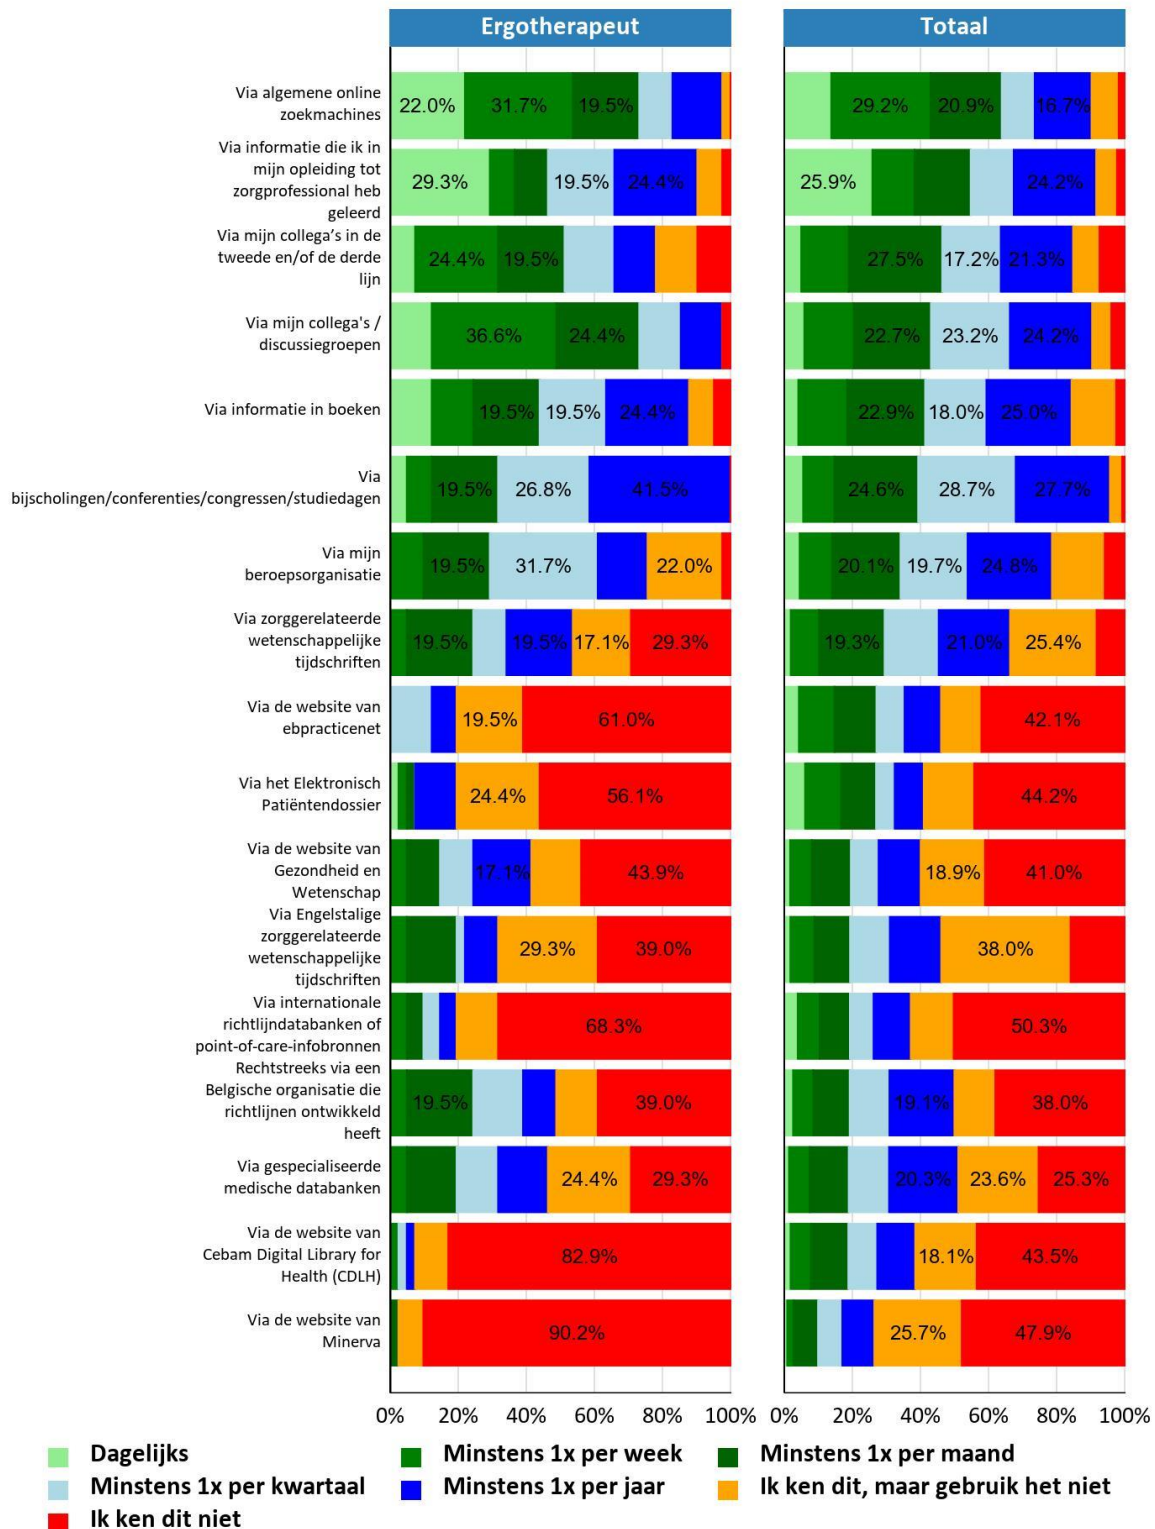 Ergotherapeut Totaal
Via algemene online
zoekmachines
22.0% 31.7% 19.5% 29.2% 20.9% 16.7%
Via informatie die ik in
mijn opleiding tot
zorgprofessional heb
geleerd
29.3% 19.5% 24.4% 25.9% 24.2%
Via mijn collega’s in de
tweede en/of de derde
lijn
24.4% 19.5% 27.5% 17.2% 21.3%
Via mijn collega's /
discussiegroepen
36.6% 24.4% 22.7% 23.2% 24.2%
Via informatie in boeken
19.5% 19.5% 24.4% 22.9% 18.0% 25.0%
Via
bijscholingen/conferenties/congressen/studiedagen
19.5% 26.8% 41.5% 24.6% 28.7% 27.7%
Via mijn
beroepsorganisatie
19.5% 31.7% 22.0% 20.1% 19.7% 24.8%
Via zorggerelateerde
wetenschappelijke
tijdschriften
19.5% 19.5% 17.1% 29.3% 19.3% 21.0% 25.4%
Via de website van
ebpracticenet
19.5% 61.0% 42.1%
Via het Elektronisch
Patiëntendossier
24.4% 56.1% 44.2%
Via de website van
Gezondheid en
Wetenschap
17.1% 43.9% 18.9% 41.0%
Via Engelstalige
zorggerelateerde
wetenschappelijke
tijdschriften
29.3% 39.0% 38.0%
Via internationale
richtlijndatabanken of
point-of-care-infobronnen
68.3% 50.3%
Rechtstreeks via een
Belgische organisatie die
richtlijnen ontwikkeld
heeft
19.5% 39.0% 19.1% 38.0%
Via gespecialiseerde
medische databanken
24.4% 29.3% 20.3% 23.6% 25.3%
Via de website van
Cebam Digital Library for
Health (CDLH)
82.9% 18.1% 43.5%
Via de website van
Minerva
90.2% 25.7% 47.9%
0% 20% 40% 60% 80% 100% 0% 20% 40% 60% 80% 100%
Dagelijks Minstens 1x per week Minstens 1x per maand
Minstens 1x per kwartaal Minstens 1x per jaar Ik ken dit, maar gebruik het niet
Ik ken dit niet